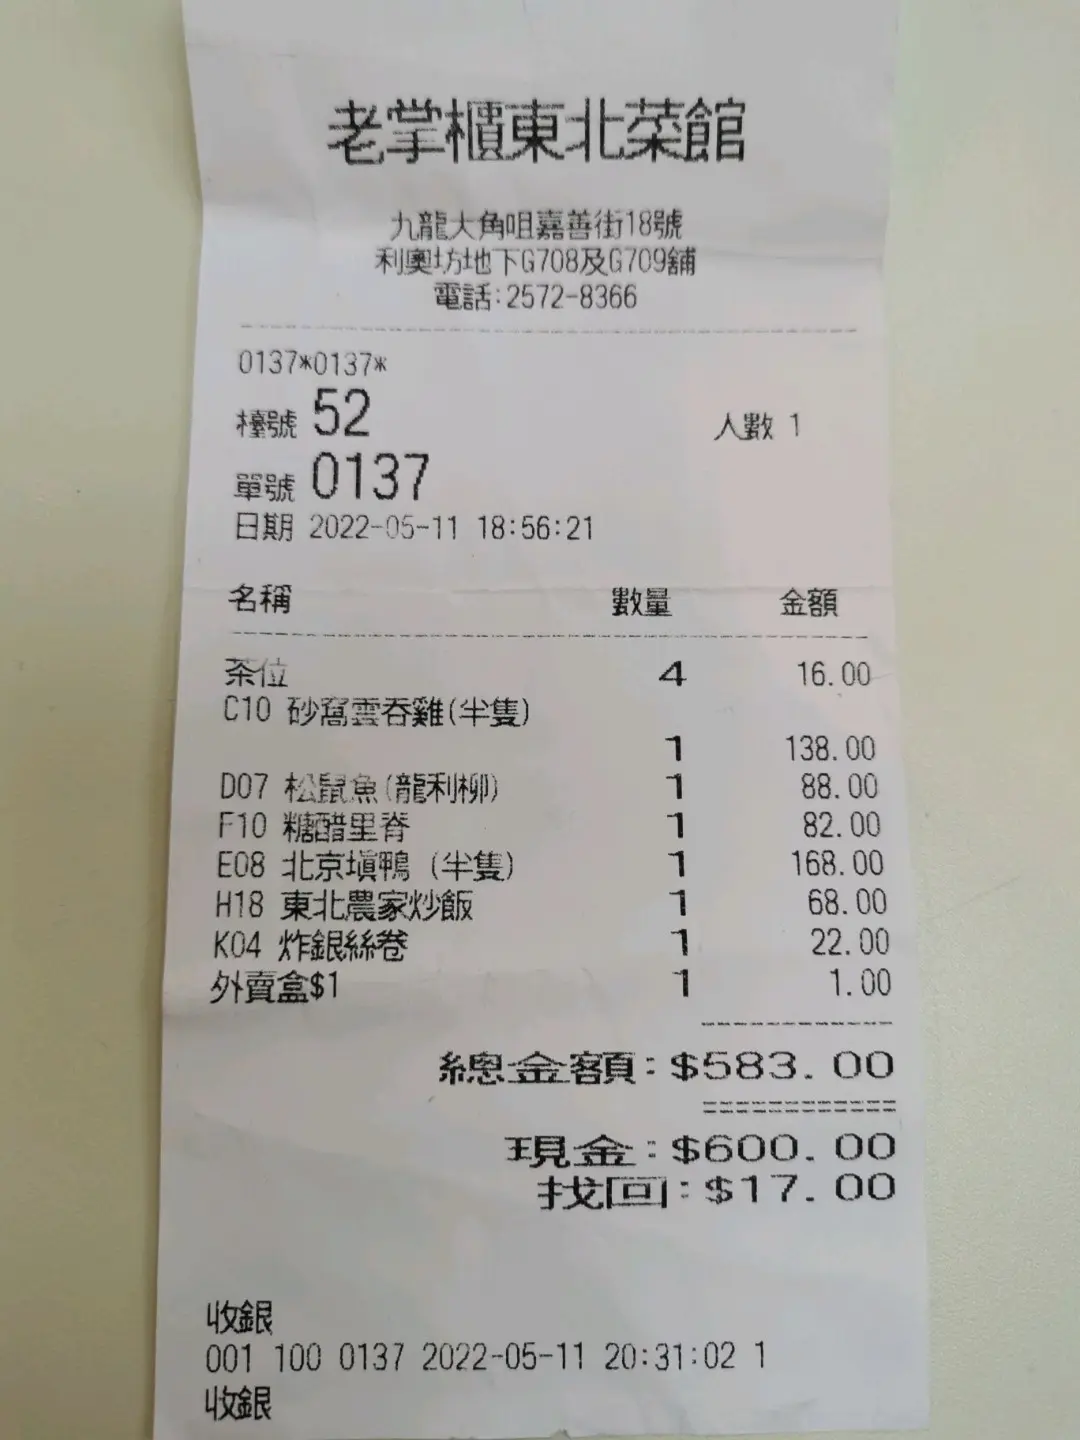 老掌櫃東北菜館
九龍大角咀嘉善街18號
利奧坊地下G708及G709舖
電話:2572-8366
0137*0137*
檯號 52 人數 1
單號 0137
日期 2022-05-11 18:56:21
名稱 數量 金額
茶位 4 16.00
C10 砂窩雲吞雞(半隻)
1 138.00
D07 松鼠魚(龍利柳) 1 88.00
F10 糖醋里脊 1 82.00
E08 北京塡鴨 (半隻) 1 168.00
H18 東北農家炒飯 1 68.00
K04 炸銀絲卷 1 22.00
外賣盒$1 1 1.00
總金額:$583.00
現金:$600.00
找回:$17.00
收銀
001 100 0137 2022-05-11 20:31:02 1
收銀